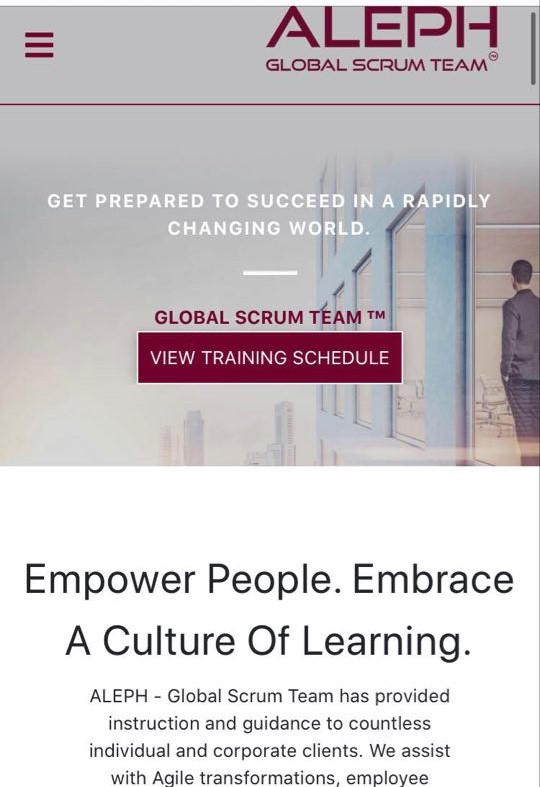 ALEPH
GLOBAL SCRUM TEAM™
GET PREPARED TO SUCCEED IN A RAPIDLY
CHANGING WORLD.
GLOBAL SCRUM TEAM ™
VIEW TRAINING SCHEDULE
Empower People. Embrace
A Culture Of Learning.
ALEPH - Global Scrum Team has provided
instruction and guidance to countless
individual and corporate clients. We assist
with Agile transformations, employee